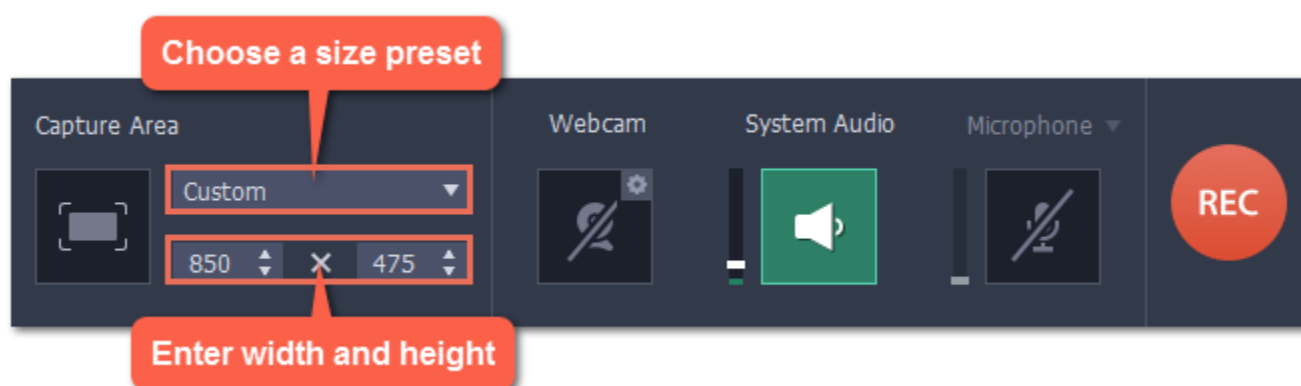 Choose a size preset
Capture Area
Webcam
System Audio
Microphone
Custom
REC
850 × 475
Enter width and height